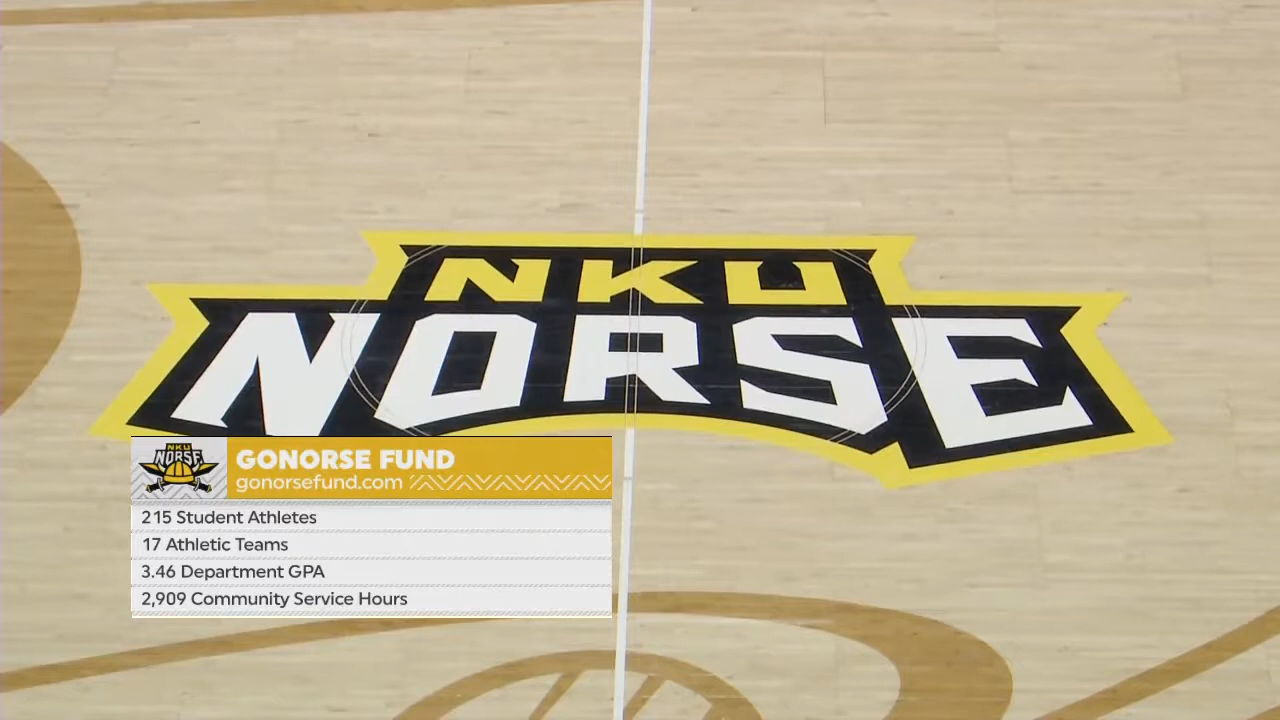 NKU
NORSE
NKU
NORSE
GONORSE FUND
gonorsefund.com
215 Student Athletes
17 Athletic Teams
3.46 Department GPA
2,909 Community Service Hours